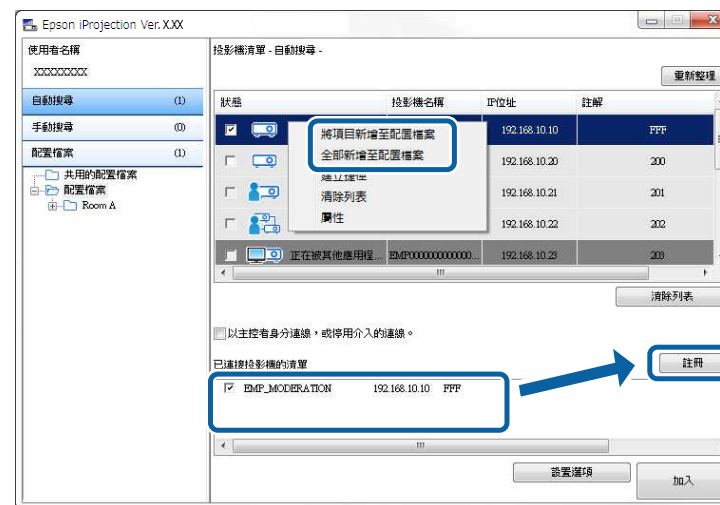 Epson iProjection Ver. X.XX
使用者名稱
XXXXXXXXX
自動搜尋 (1)
手動搜尋 (0)
配置檔案 (1)
共用的配置檔案
配置檔案
Room A
投影機清單 - 自動搜尋 -
重新整理
狀態 投影機名稱 IP位址 註解
192.168.10.10 FFF
將項目新增至配置檔案
全部新增至配置檔案
建立捷徑
清除列表
屬性
192.168.10.20 200
192.168.10.21 201
192.168.10.22 202
正在被其他應用程... EMP000000000000... 192.168.10.23 203
清除列表
以主控者身分連線，或停用介入的連線。
已連接投影機的清單
註冊
EMP_MODERATION 192.168.10.10 FFF
設置選項
加入